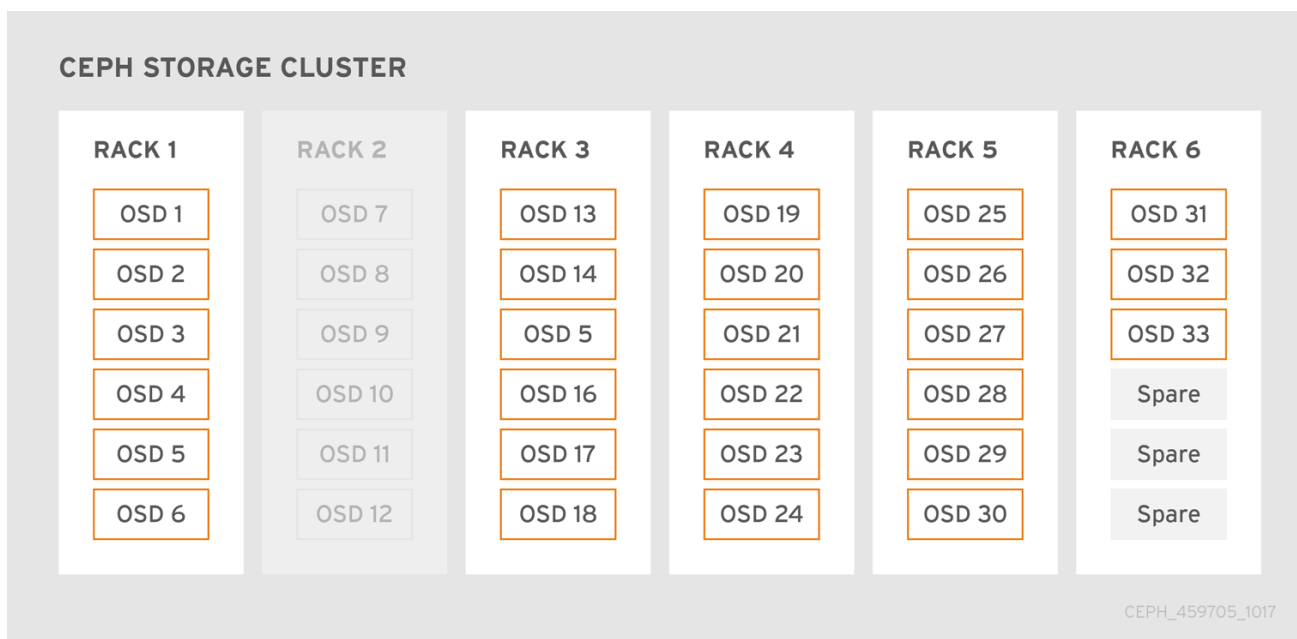 CEPH STORAGE CLUSTER
RACK 1
OSD 1
OSD 2
OSD 3
OSD 4
OSD 5
OSD 6
RACK 2
OSD 7
OSD 8
OSD 9
OSD 10
OSD 11
OSD 12
RACK 3
OSD 13
OSD 14
OSD 5
OSD 16
OSD 17
OSD 18
RACK 4
OSD 19
OSD 20
OSD 21
OSD 22
OSD 23
OSD 24
RACK 5
OSD 25
OSD 26
OSD 27
OSD 28
OSD 29
OSD 30
RACK 6
OSD 31
OSD 32
OSD 33
Spare
Spare
Spare
CEPH_459705_1017